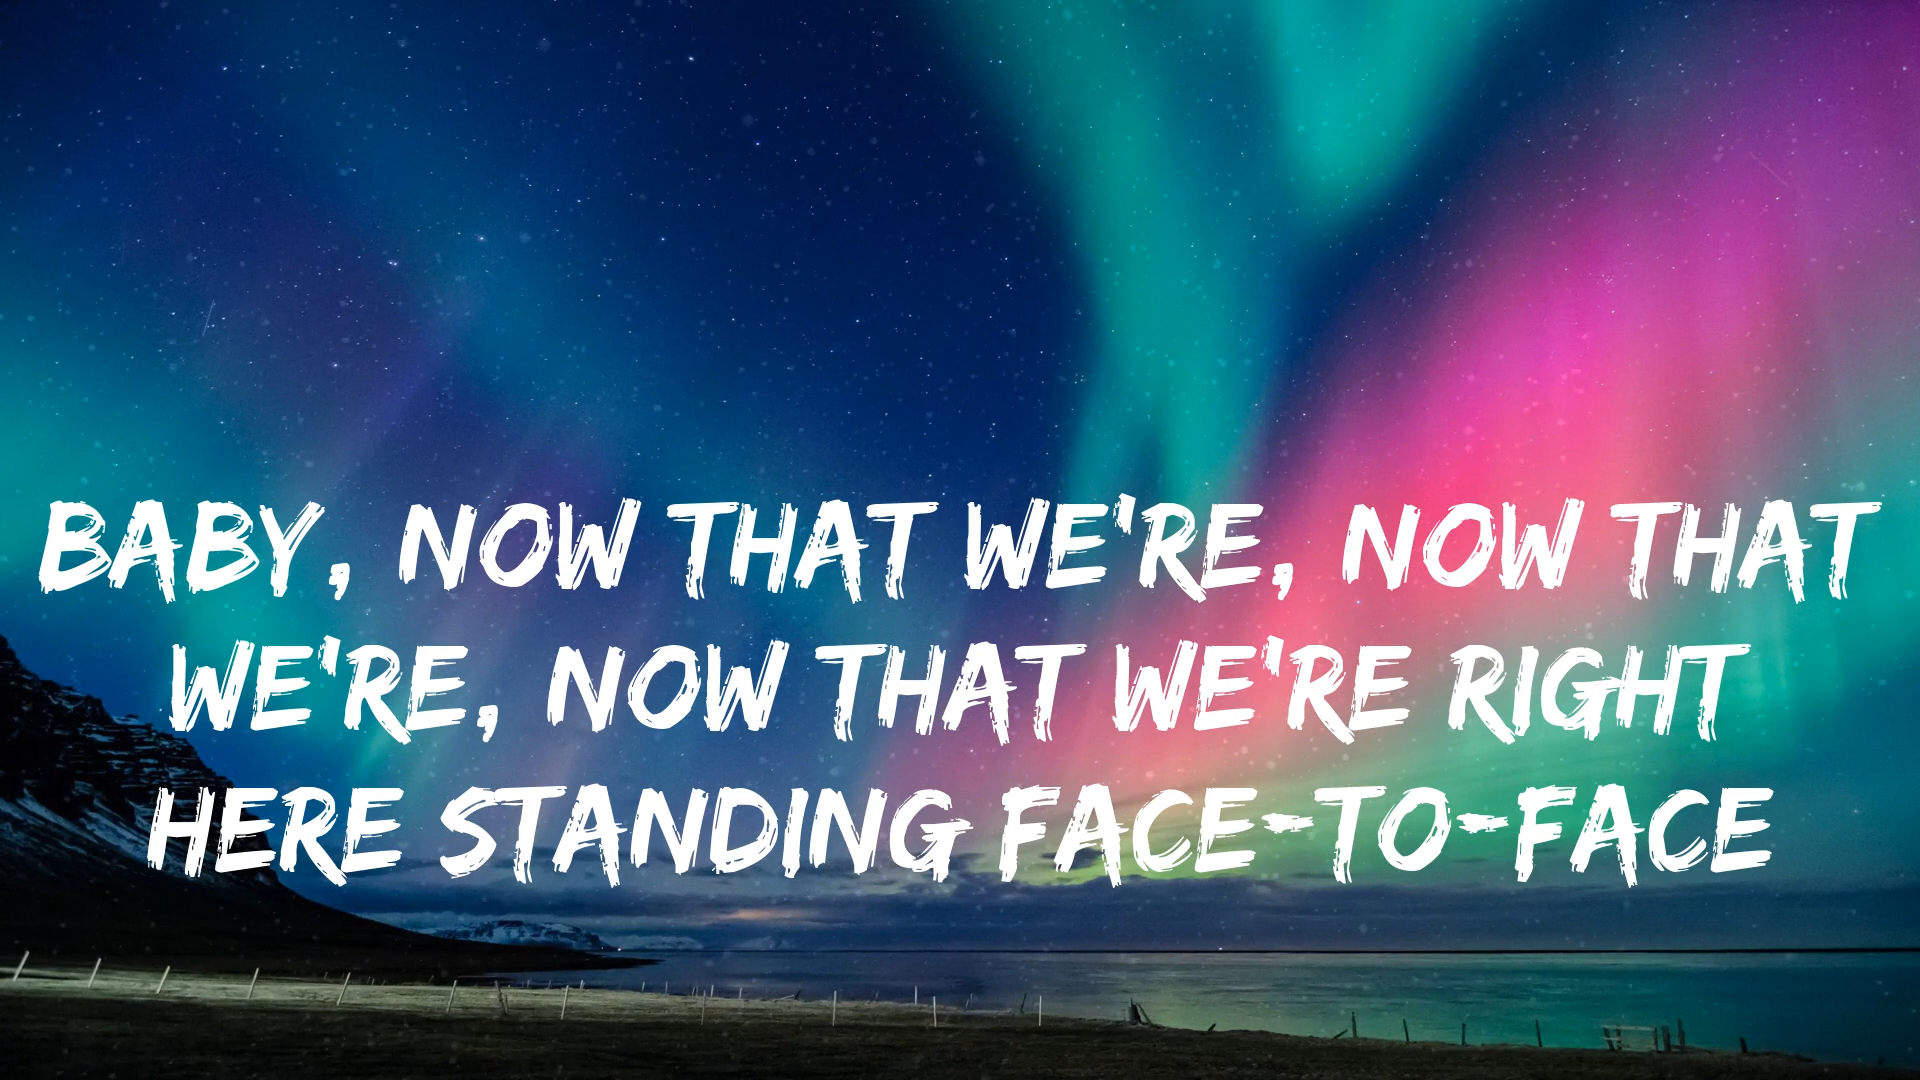 BABY, NOW THAT WE'RE, NOW THAT
WE'RE, NOW THAT WE'RE RIGHT
HERE STANDING FACE-TO-FACE